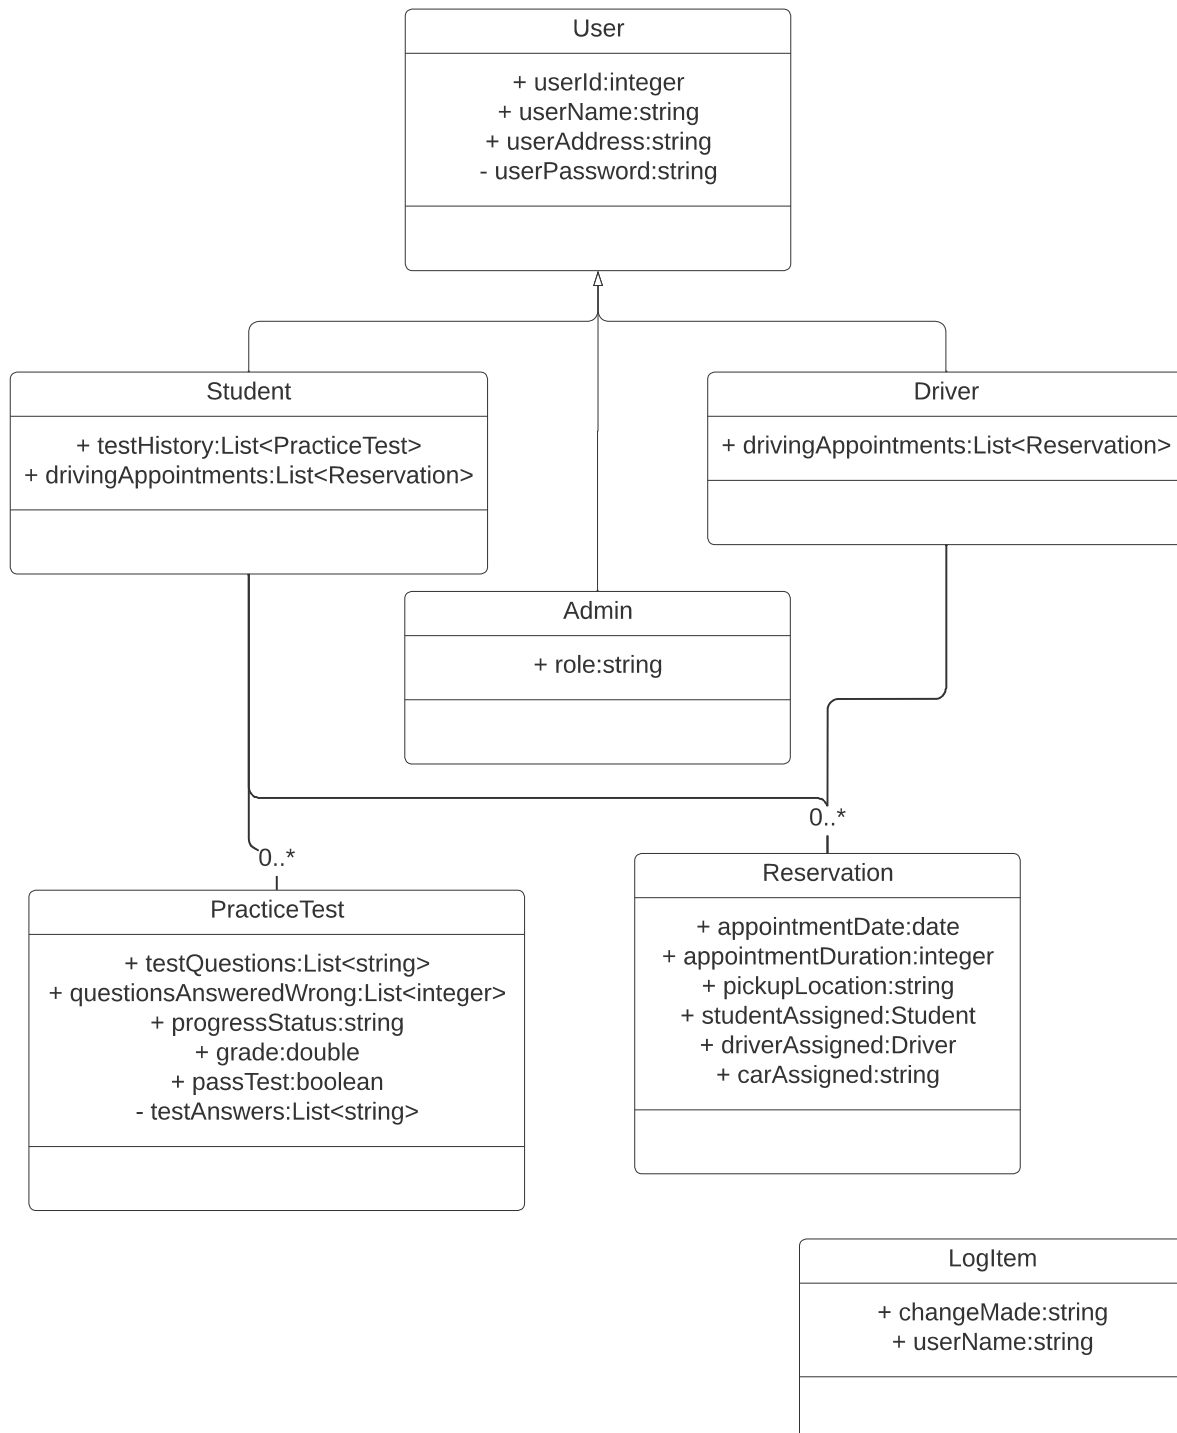 User
+ userId:integer
+ userName:string
+ userAddress:string
- userPassword:string
Student
+ testHistory:List<PracticeTest>
+ drivingAppointments:List<Reservation>
Driver
+ drivingAppointments:List<Reservation>
Admin
+ role:string
0..*
0..*
PracticeTest
+ testQuestions:List<string>
+ questionsAnsweredWrong:List<integer>
+ progressStatus:string
+ grade:double
+ passTest:boolean
- testAnswers:List<string>
Reservation
+ appointmentDate:date
+ appointmentDuration:integer
+ pickupLocation:string
+ studentAssigned:Student
+ driverAssigned:Driver
+ carAssigned:string
LogItem
+ changeMade:string
+ userName:string